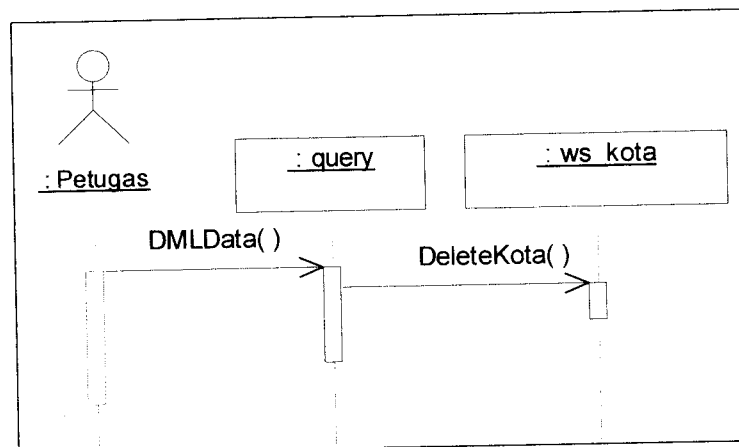 : Petugas
: query
: ws_kota
DMLData( )
DeleteKota( )